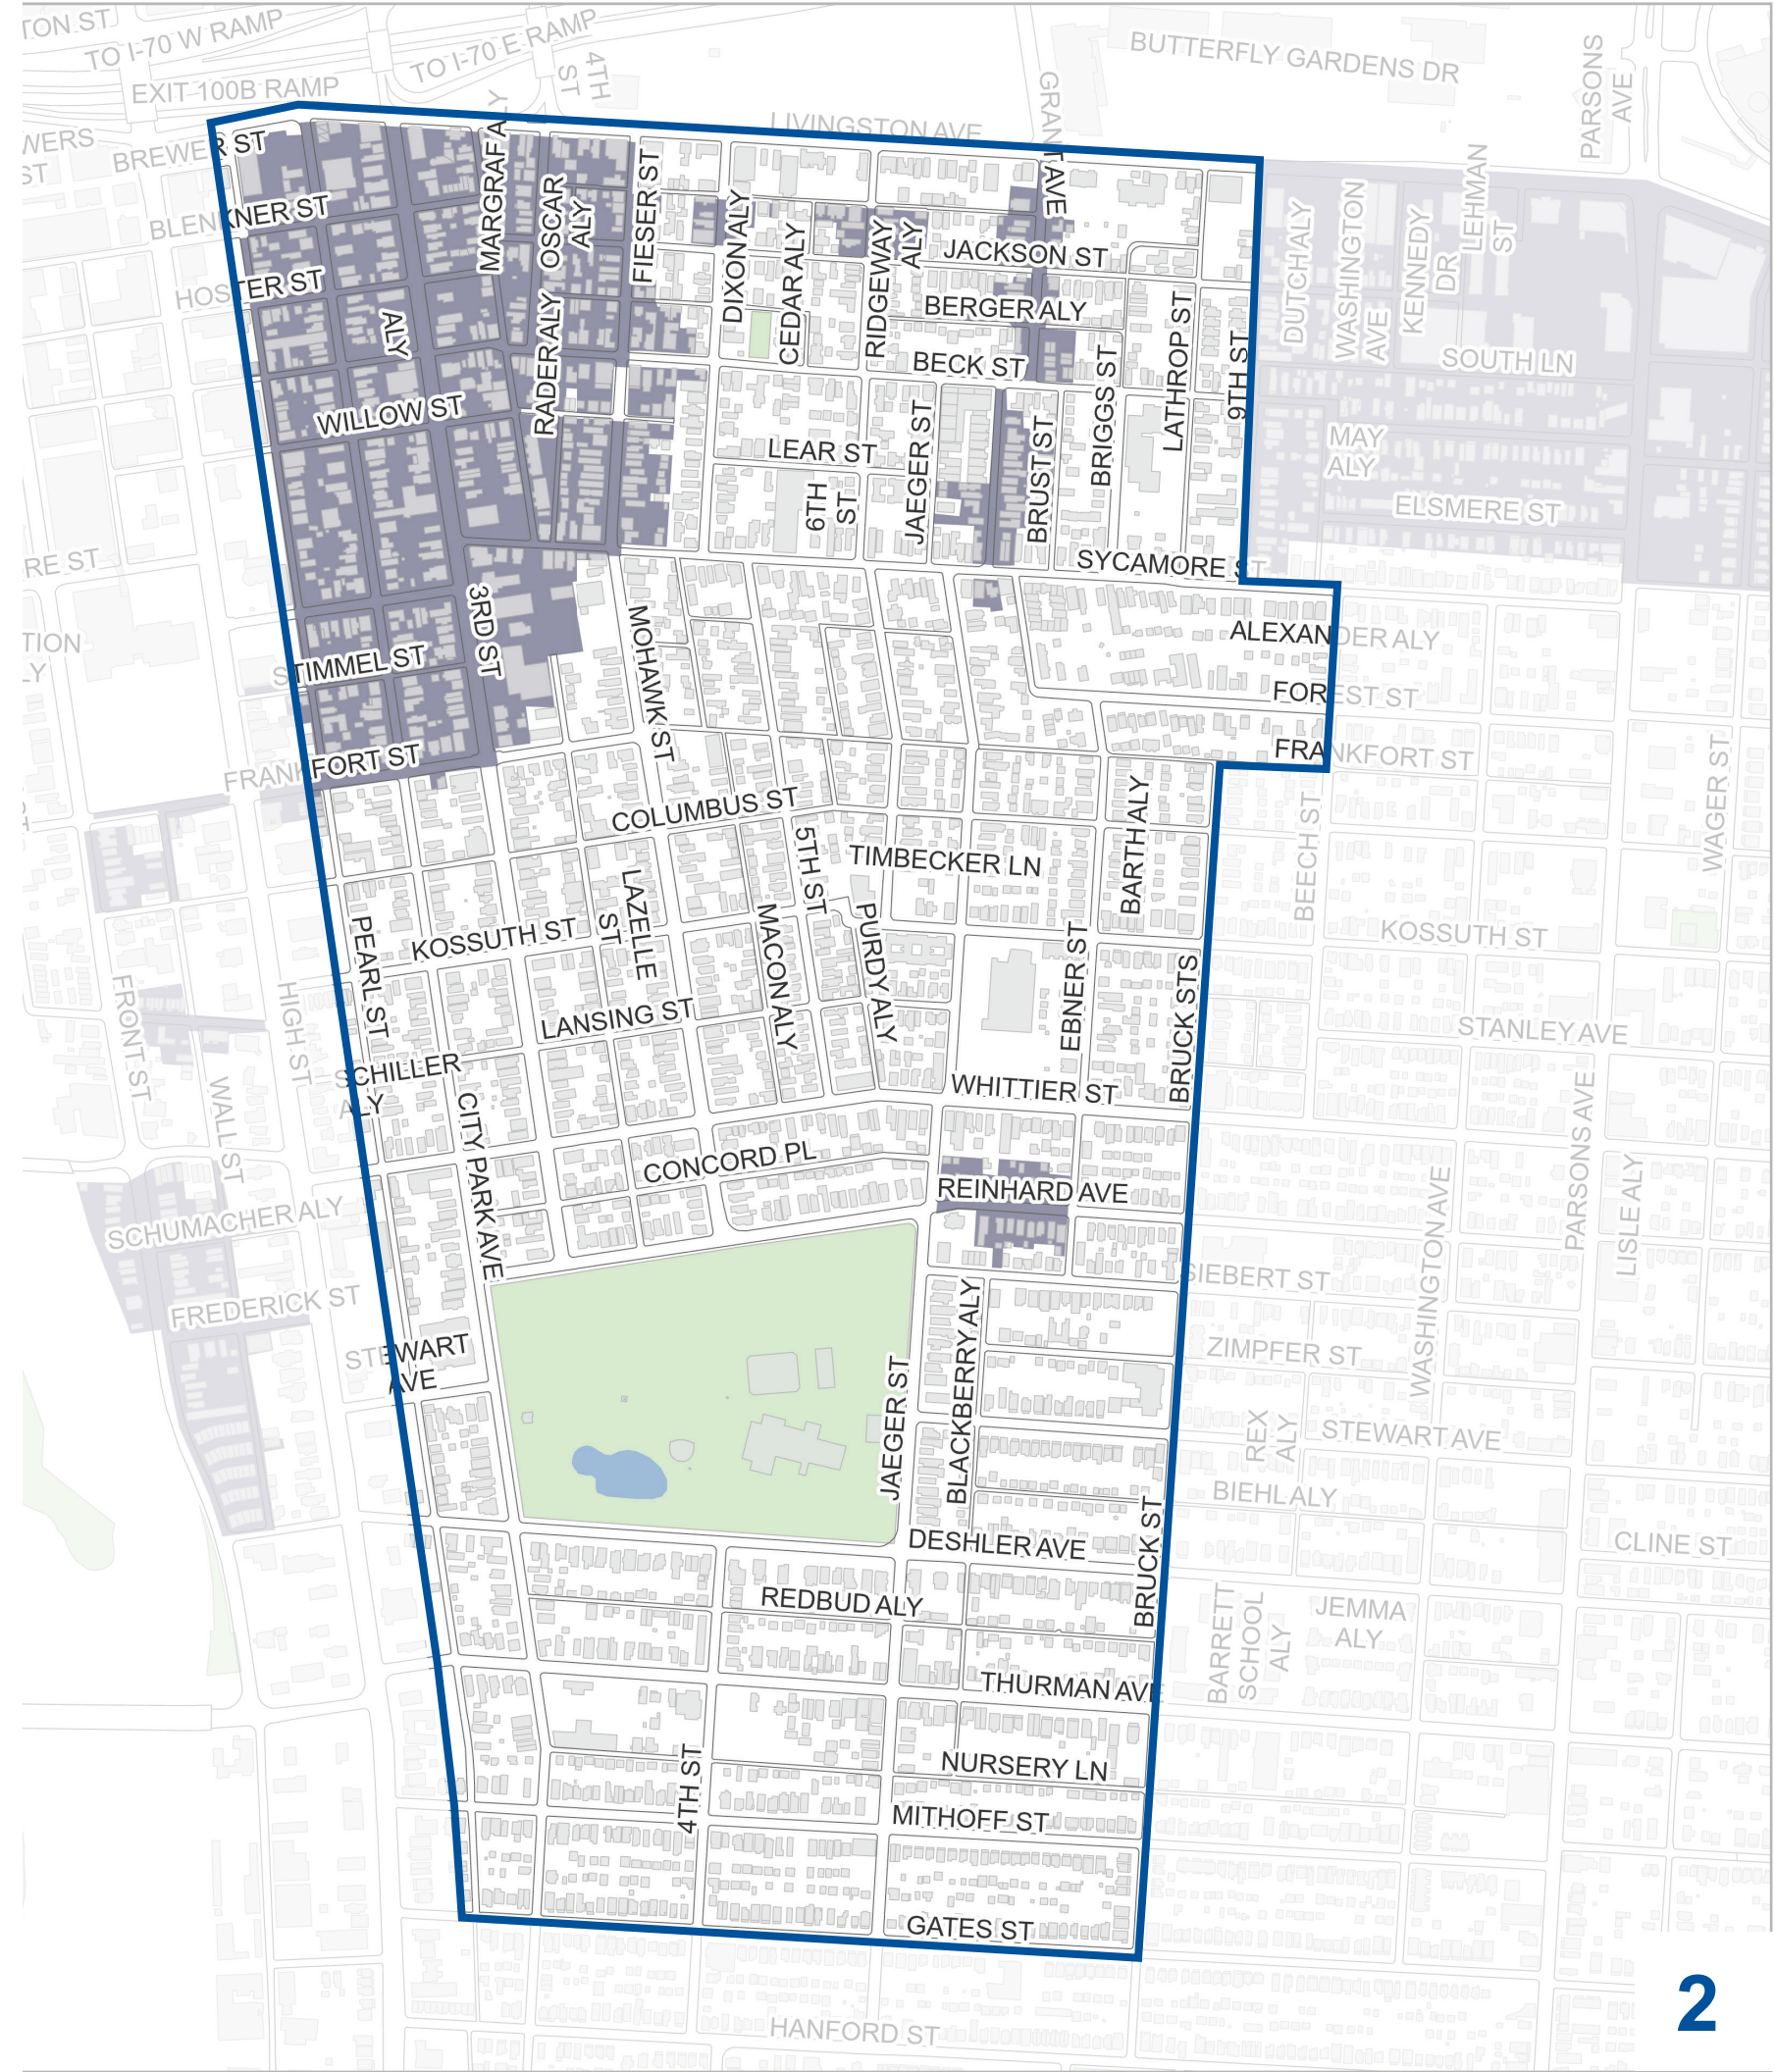 TON ST
TO I-70 W RAMP
TO I-70 E RAMP
EXIT 100B RAMP
4TH
ST
BUTTERFLY GARDENS DR
PARSONS
AVE
LIVINGSTON AVE
GRANT AVE
BREWER ST
WERS
ST
BLENKNER ST
HOSTER ST
MARGRAF ALY
OSCAR
ALY
FIESER ST
DIXON ALY
CEDAR ALY
RIDGEWAY
ALY
JACKSON ST
BERGER ALY
BECK ST
ALY
RADER ALY
WILLOW ST
LEAR ST
6TH
ST
JAEGER ST
BRUST ST
BRIGGS ST
LATHROP ST
9TH ST
DUTCH ALY
WASHINGTON
AVE
KENNEDY
DR
LEHMAN
ST
SOUTH LN
MAY
ALY
ELSMERE ST
SYCAMORE ST
RE ST
TION
LY
3RD ST
MOHAWK ST
ALEXANDER ALY
FOREST ST
STIMMEL ST
FRANKFORT ST
FRANKFORT ST
COLUMBUS ST
5TH ST
TIMBECKER LN
BARTH ALY
BEECH ST
WAGER ST
PEARL ST
KOSSUTH ST
LAZELLE
ST
MACON ALY
PURDY ALY
EBNER ST
BRUCK STS
KOSSUTH ST
STANLEY AVE
FRONT ST
HIGH ST
WALL ST
LANSING ST
SCHILLER
ALY
CITY PARK AVE
WHITTIER ST
CONCORD PL
REINHARD AVE
SCHUMACHER ALY
FREDERICK ST
STEWART
AVE
PARSONS AVE
LISLE ALY
WASHINGTON AVE
SIEBERT ST
ZIMPFER ST
BLACKBERRY ALY
JAEGER ST
REX
ALY
STEWART AVE
BIEHL ALY
CLINE ST
DESHLER AVE
BRUCK ST
REDBUD ALY
BARRETT
SCHOOL
ALY
JEMMA
ALY
THURMAN AVE
NURSERY LN
4TH ST
MITHOFF ST
GATES ST
HANFORD ST
2